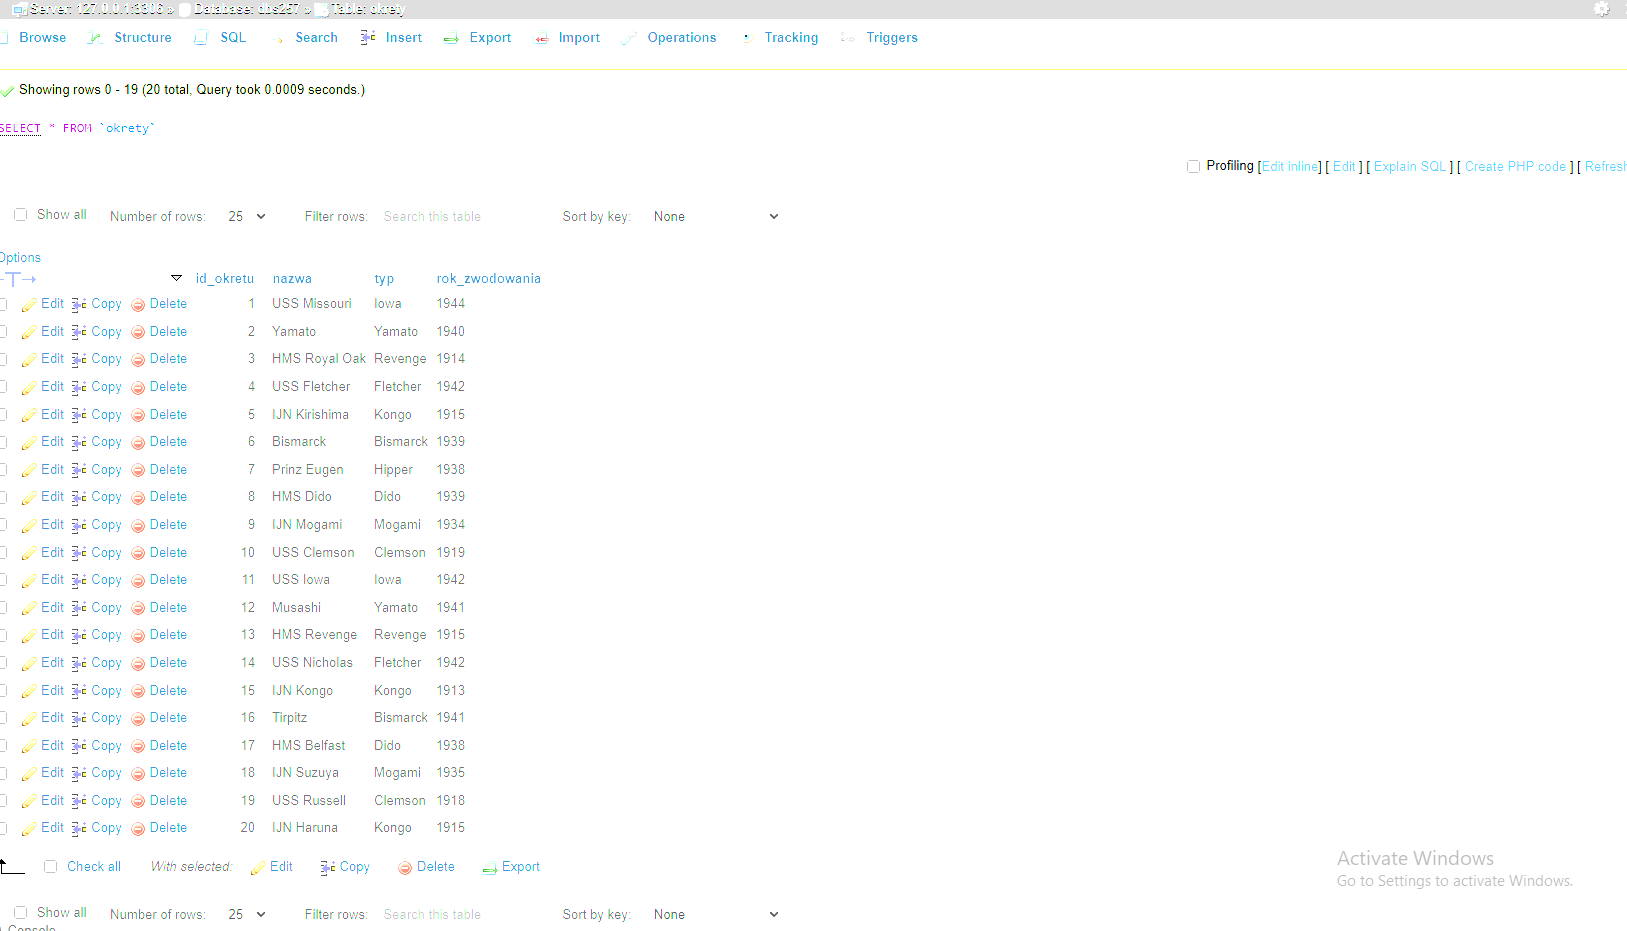 Server: 127.0.0.1:3306 » Database: dbs257 » Table: okrety
Browse Structure SQL Search Insert Export Import Operations Tracking Triggers
Showing rows 0 - 19 (20 total, Query took 0.0009 seconds.)
SELECT * FROM `okrety`
Profiling [Edit inline] [ Edit ] [ Explain SQL ] [ Create PHP code ] [ Refresh
Show all Number of rows: 25 Filter rows: Search this table Sort by key: None
Options
id_okretu nazwa typ rok_zwodowania
Edit Copy Delete 1 USS Missouri Iowa 1944
Edit Copy Delete 2 Yamato Yamato 1940
Edit Copy Delete 3 HMS Royal Oak Revenge 1914
Edit Copy Delete 4 USS Fletcher Fletcher 1942
Edit Copy Delete 5 IJN Kirishima Kongo 1915
Edit Copy Delete 6 Bismarck Bismarck 1939
Edit Copy Delete 7 Prinz Eugen Hipper 1938
Edit Copy Delete 8 HMS Dido Dido 1939
Edit Copy Delete 9 IJN Mogami Mogami 1934
Edit Copy Delete 10 USS Clemson Clemson 1919
Edit Copy Delete 11 USS Iowa Iowa 1942
Edit Copy Delete 12 Musashi Yamato 1941
Edit Copy Delete 13 HMS Revenge Revenge 1915
Edit Copy Delete 14 USS Nicholas Fletcher 1942
Edit Copy Delete 15 IJN Kongo Kongo 1913
Edit Copy Delete 16 Tirpitz Bismarck 1941
Edit Copy Delete 17 HMS Belfast Dido 1938
Edit Copy Delete 18 IJN Suzuya Mogami 1935
Edit Copy Delete 19 USS Russell Clemson 1918
Edit Copy Delete 20 IJN Haruna Kongo 1915
Check all With selected: Edit Copy Delete Export
Activate Windows
Go to Settings to activate Windows.
Show all Number of rows: 25 Filter rows: Search this table Sort by key: None
Console